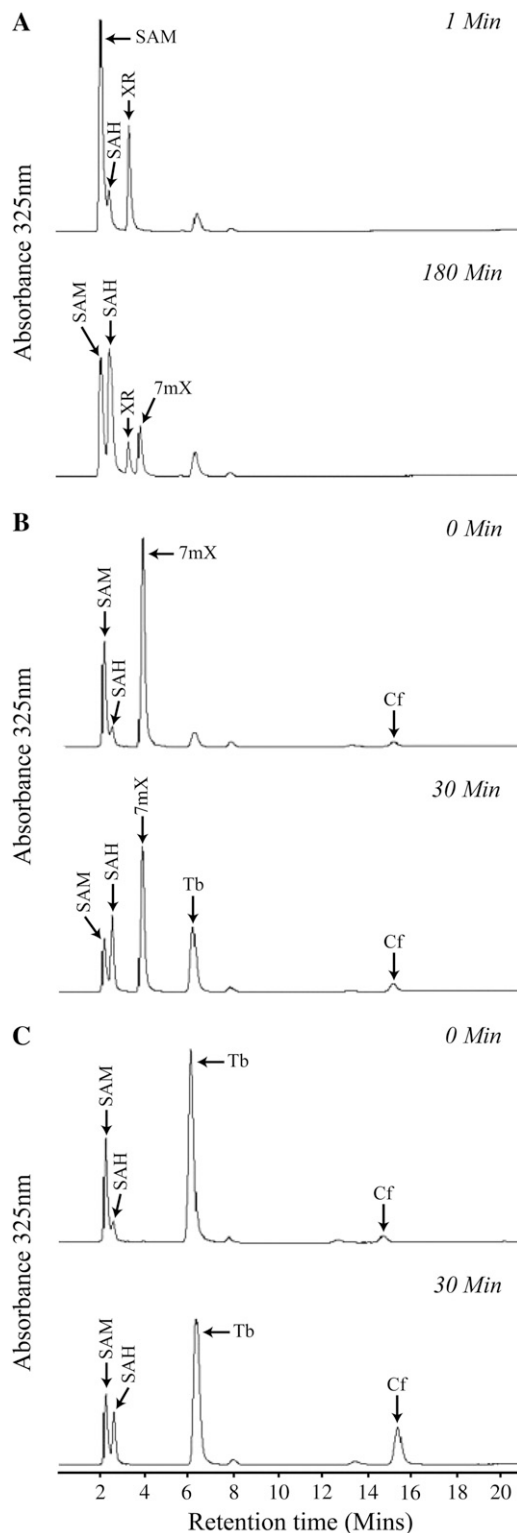 A
1 Min
SAM
SAH
XR
Absorbance 325nm
180 Min
SAM
SAH
XR
7mX
B
0 Min
SAM
SAH
7mX
Cf
Absorbance 325nm
30 Min
SAM
SAH
7mX
Tb
Cf
C
0 Min
SAM
SAH
Tb
Cf
Absorbance 325nm
30 Min
SAM
SAH
Tb
Cf
2 4 6 8 10 12 14 16 18 20
Retention time (Mins)